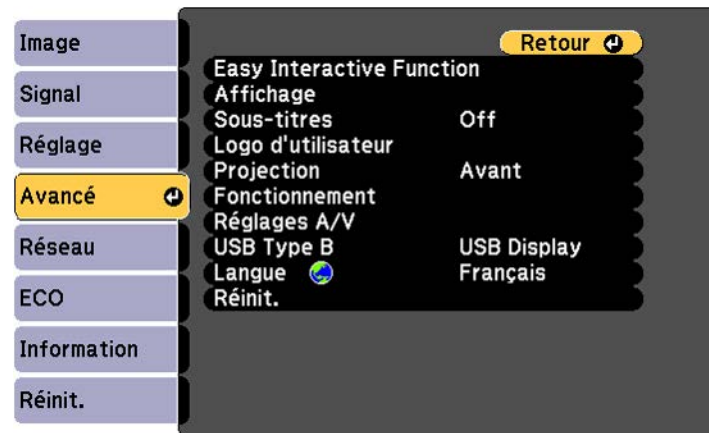 Image
Signal
Réglage
Avancé
Réseau
ECO
Information
Réinit.
Retour
Easy Interactive Function
Affichage
Sous-titres Off
Logo d'utilisateur
Projection Avant
Fonctionnement
Réglages A/V
USB Type B USB Display
Langue Français
Réinit.